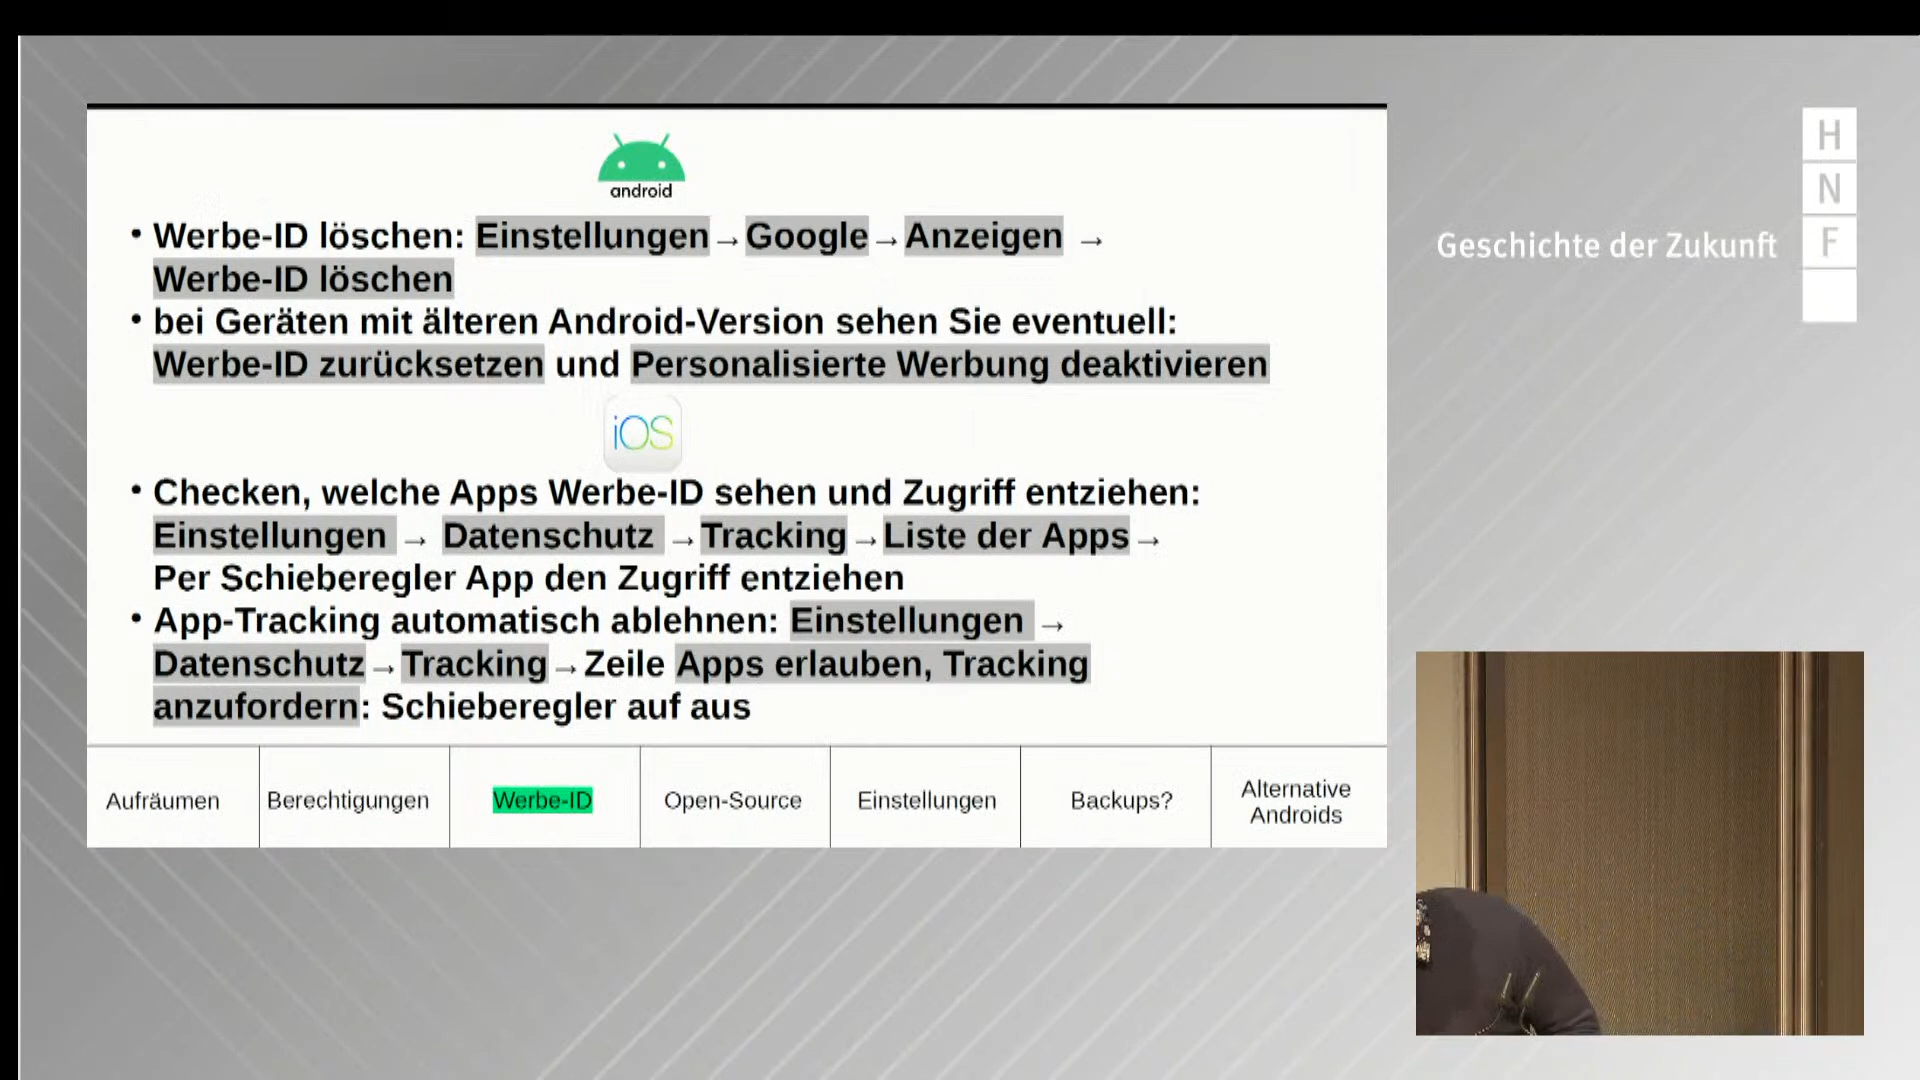 android
• Werbe-ID löschen: Einstellungen→Google→Anzeigen →
Werbe-ID löschen
• bei Geräten mit älteren Android-Version sehen Sie eventuell:
Werbe-ID zurücksetzen und Personalisierte Werbung deaktivieren
iOS
• Checken, welche Apps Werbe-ID sehen und Zugriff entziehen:
Einstellungen → Datenschutz →Tracking→Liste der Apps→
Per Schieberegler App den Zugriff entziehen
• App-Tracking automatisch ablehnen: Einstellungen →
Datenschutz→Tracking→Zeile Apps erlauben, Tracking
anzufordern: Schieberegler auf aus
Aufräumen
Berechtigungen
Werbe-ID
Open-Source
Einstellungen
Backups?
Alternative
Androids
Geschichte der Zukunft
H
N
F